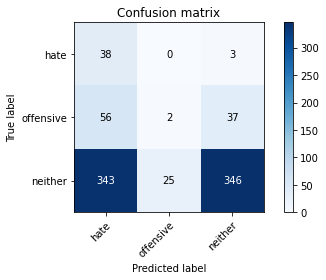 Confusion matrix
True label
hate 38 0 3
offensive 56 2 37
neither 343 25 346
hate offensive neither
Predicted label
300
250
200
150
100
50
0